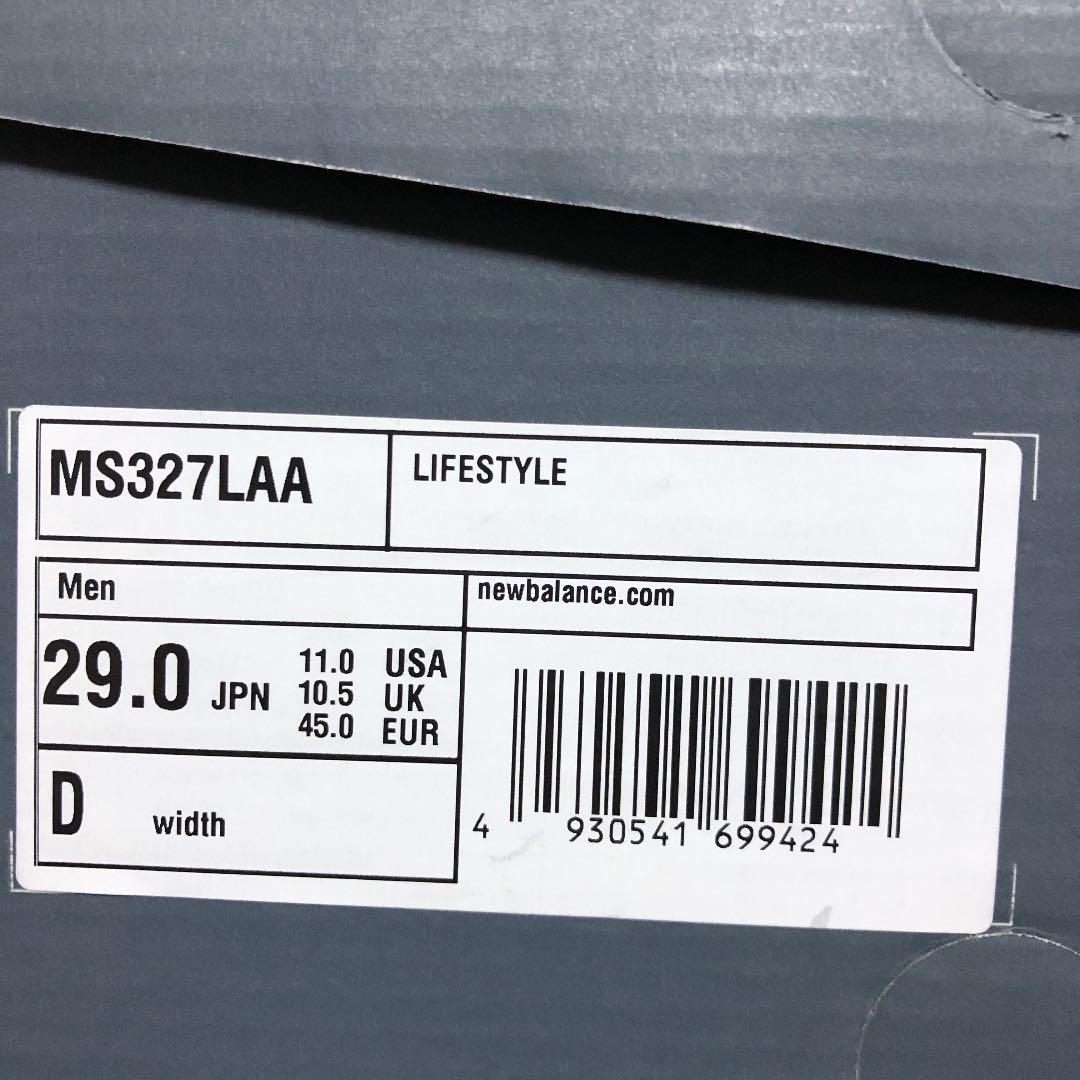 MS327LAA
LIFESTYLE
Men
newbalance.com
29.0 JPN
11.0 USA
10.5 UK
45.0 EUR
D width
4 930541 699424